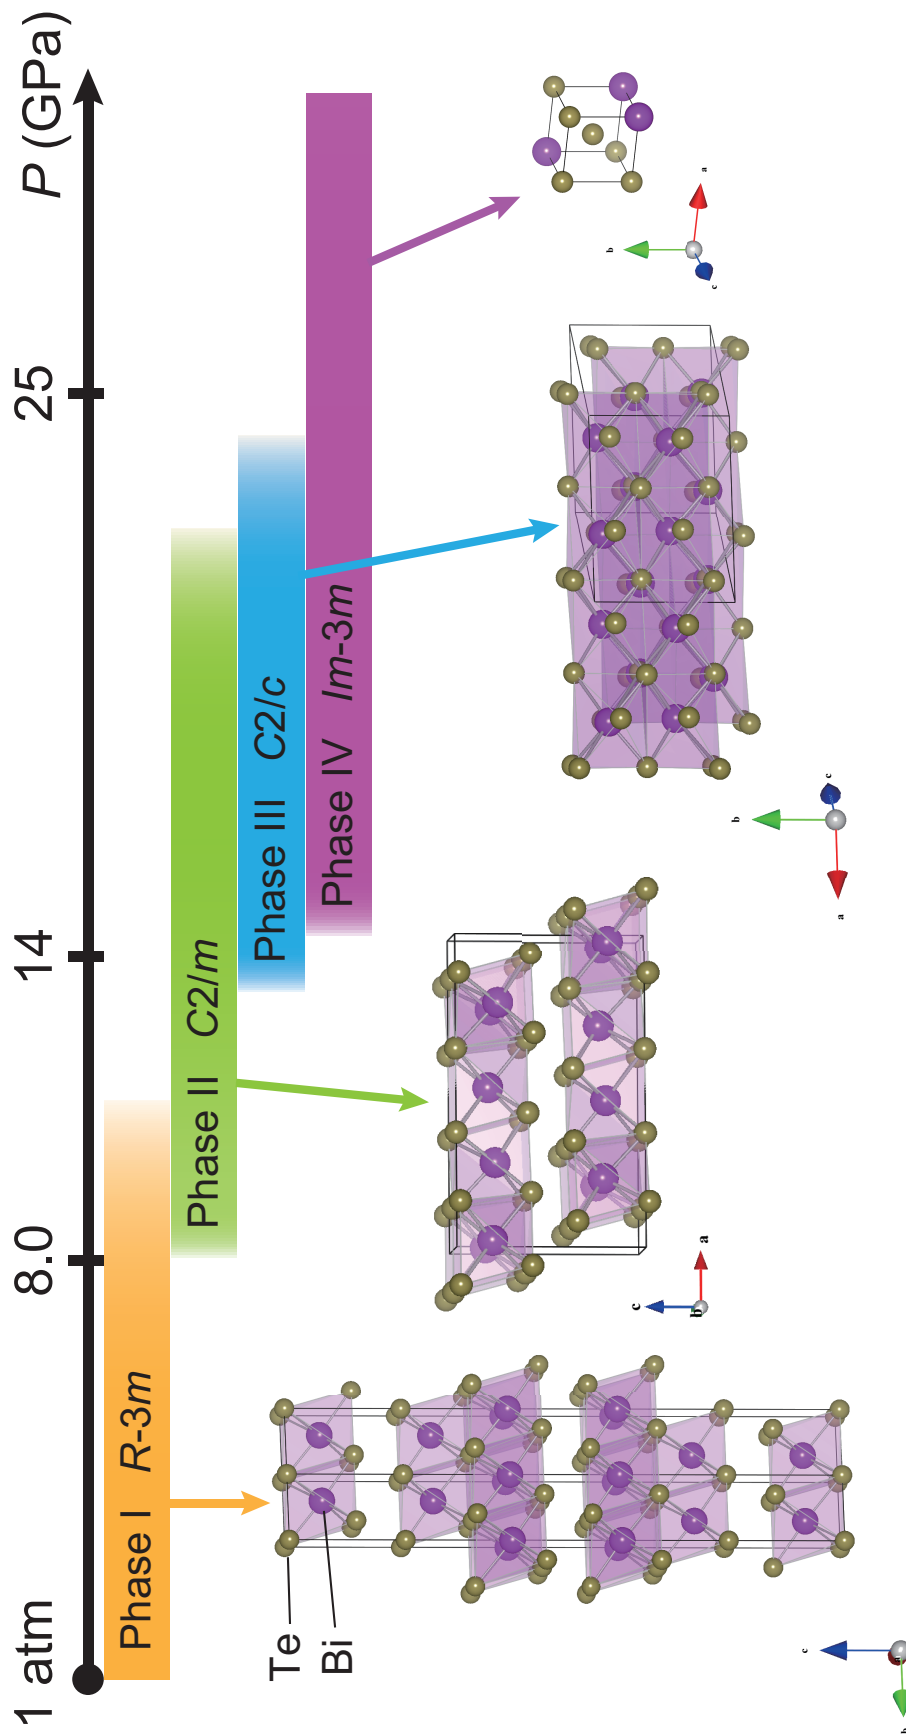 1 atm
8.0
14
25
P (GPa)
Phase I R-3m
Phase II C2/m
Phase III C2/c
Phase IV Im-3m
Te
Bi
c
b
c
b
a
b
c
a
b
a
c